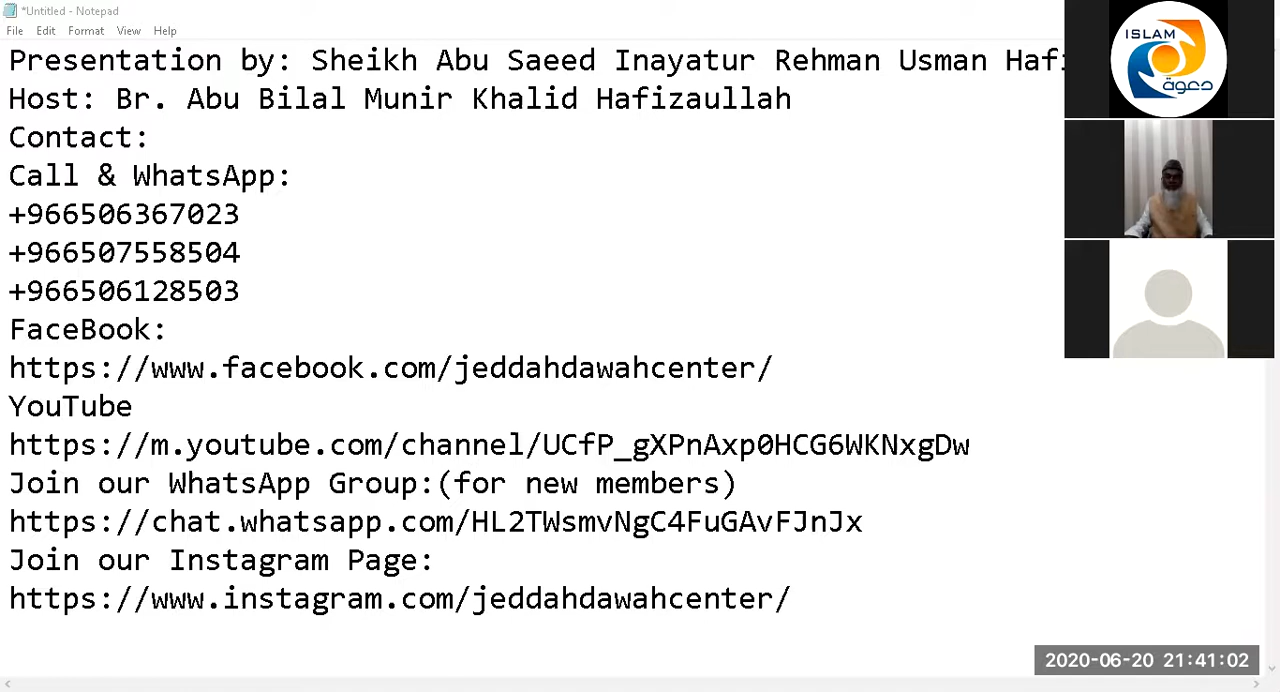 *Untitled - Notepad
File Edit Format View Help
Presentation by: Sheikh Abu Saeed Inayatur Rehman Usman
Host: Br. Abu Bilal Munir Khalid Hafizaullah
Contact:
Call & WhatsApp:
+966506367023
+966507558504
+966506128503
FaceBook:
https://www.facebook.com/jeddahdawahcenter/
YouTube
https://m.youtube.com/channel/UCfP_gXPnAxp0HCG6WKNxgDw
Join our WhatsApp Group:(for new members)
https://chat.whatsapp.com/HL2TWsmvNgC4FuGAvFJnJx
Join our Instagram Page:
https://www.instagram.com/jeddahdawahcenter/
ISLAM
دعوة
2020-06-20 21:41:02